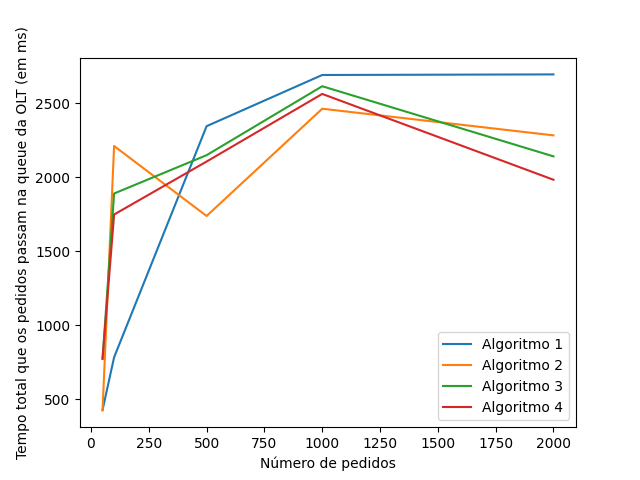 Tempo total que os pedidos passam na queue da OLT (em ms)
2500
2000
1500
1000
500
0 250 500 750 1000 1250 1500 1750 2000
Número de pedidos
Algoritmo 1
Algoritmo 2
Algoritmo 3
Algoritmo 4